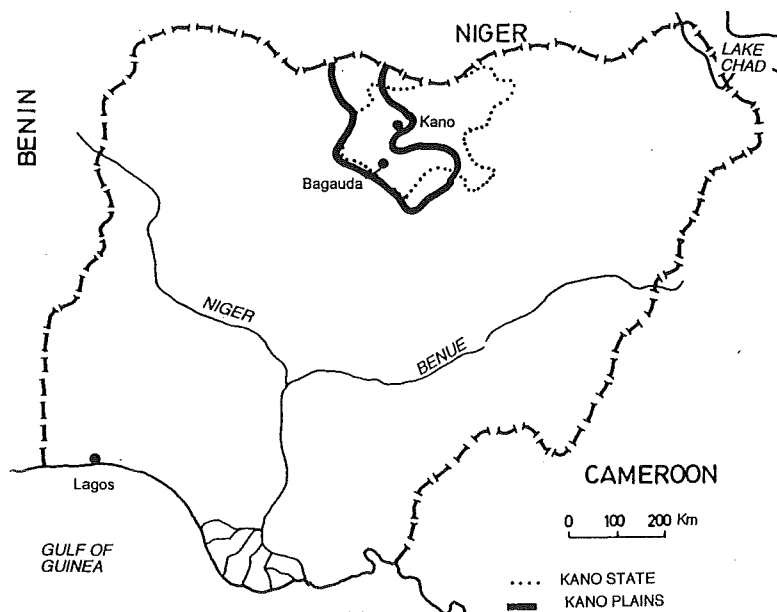 NIGER
LAKE
CHAD
BENIN
Kano
Bagauda
NIGER
BENUE
Lagos
CAMEROON
0 100 200 Km
GULF OF
GUINEA
KANO STATE
KANO PLAINS